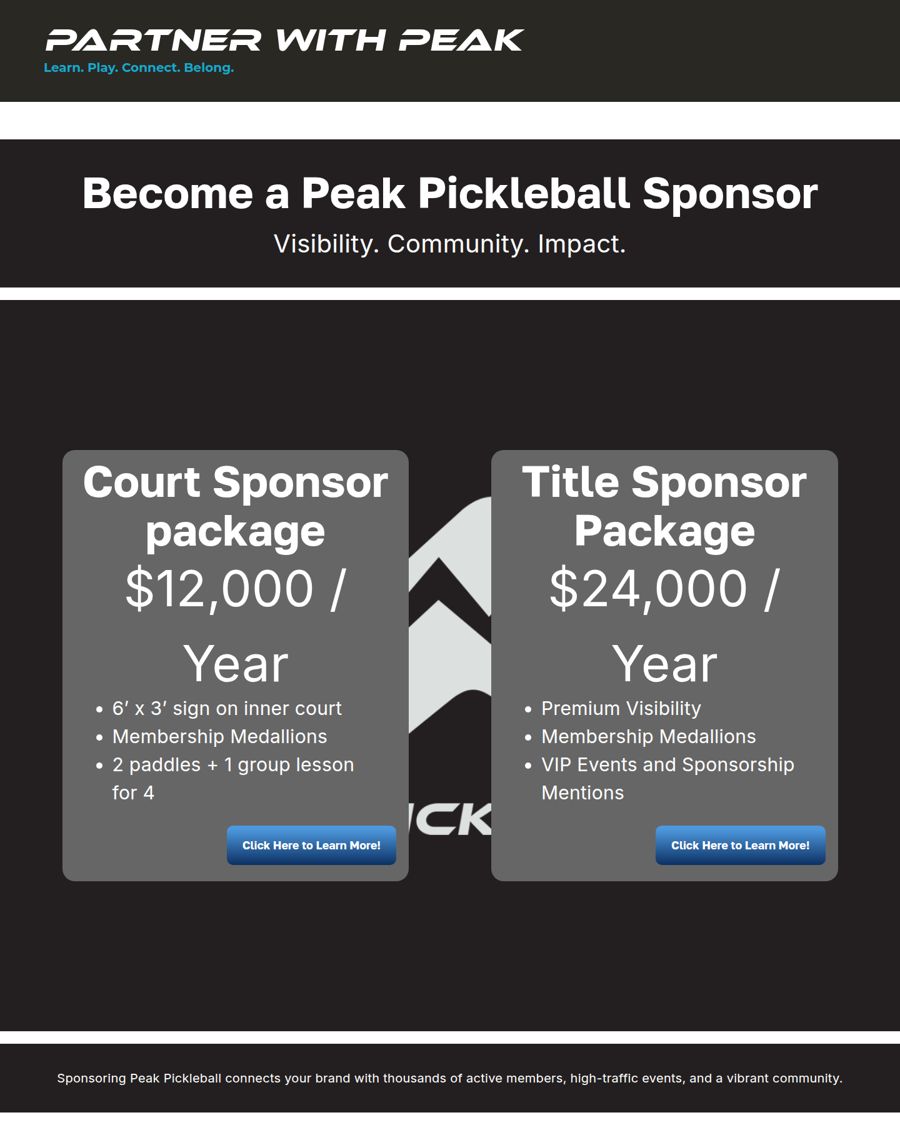 PARTNER WITH PEAK
Learn. Play. Connect. Belong.
Become a Peak Pickleball Sponsor
Visibility. Community. Impact.
Court Sponsor
package
$12,000 /
Year
• 6’ x 3’ sign on inner court
• Membership Medallions
• 2 paddles + 1 group lesson
for 4
Click Here to Learn More!
ICK
Title Sponsor
Package
$24,000 /
Year
• Premium Visibility
• Membership Medallions
• VIP Events and Sponsorship
Mentions
Click Here to Learn More!
Sponsoring Peak Pickleball connects your brand with thousands of active members, high-traffic events, and a vibrant community.